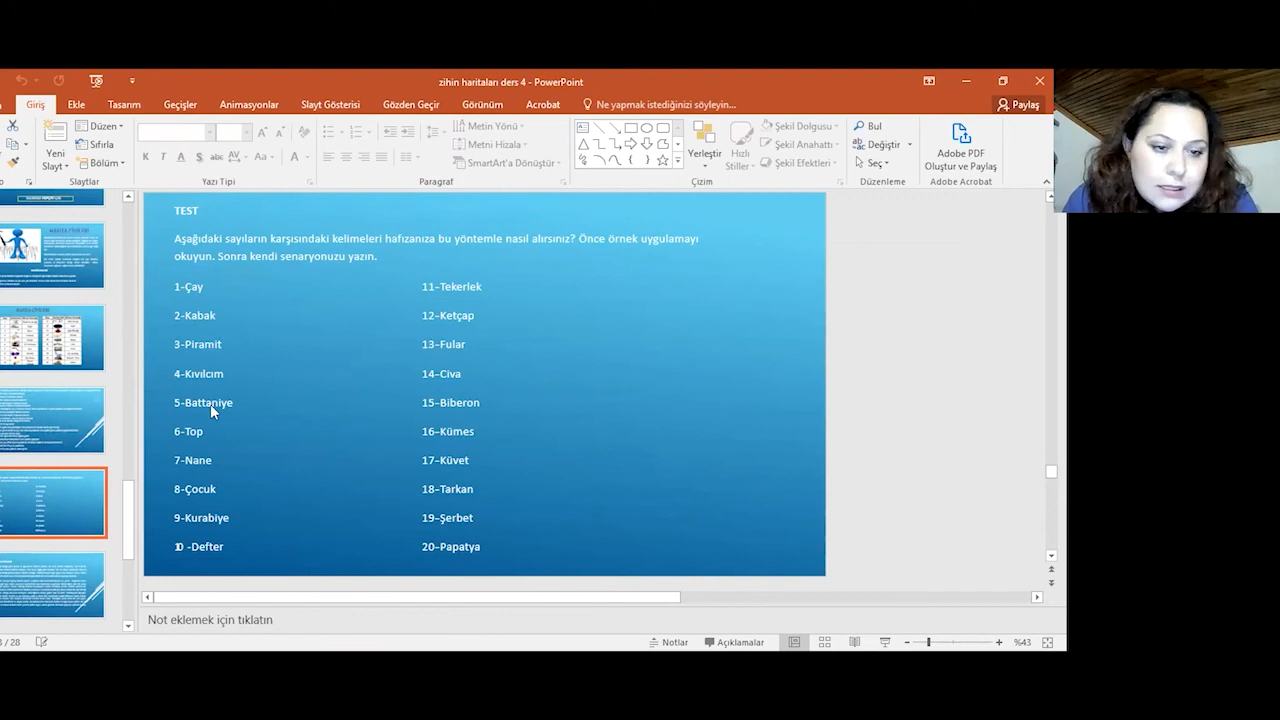 zihin haritaları ders 4 - PowerPoint
Giriş Ekle Tasarım Geçişler Animasyonlar Slayt Gösterisi Gözden Geçir Görünüm Acrobat Ne yapmak istediğinizi söyleyin... Paylaş
Yeni Slayt
Düzen
Sıfırla
Bölüm
Slaytlar
K T A S abc AV Aa A
Yazı Tipi
Metin Yönü
Metni Hizala
SmartArt'a Dönüştür
Paragraf
Yerleştir
Hızlı Stiller
Şekil Dolgusu
Şekil Anahattı
Şekil Efektleri
Çizim
Bul
Değiştir
Seç
Düzenleme
Adobe PDF
Oluştur ve Paylaş
Adobe Acrobat
TEST
Aşağıdaki sayıların karşısındaki kelimeleri hafızanıza bu yöntemle nasıl alırsınız? Önce örnek uygulamayı
okuyun. Sonra kendi senaryonuzu yazın.
1-Çay
2-Kabak
3-Piramit
4-Kıvılcım
5-Battaniye
6-Top
7-Nane
8-Çocuk
9-Kurabiye
10 -Defter
11-Tekerlek
12-Ketçap
13-Fular
14-Civa
15-Biberon
16-Kümes
17-Küvet
18-Tarkan
19-Şerbet
20-Papatya
Not eklemek için tıklatın
/ 28
Notlar Açıklamalar %43